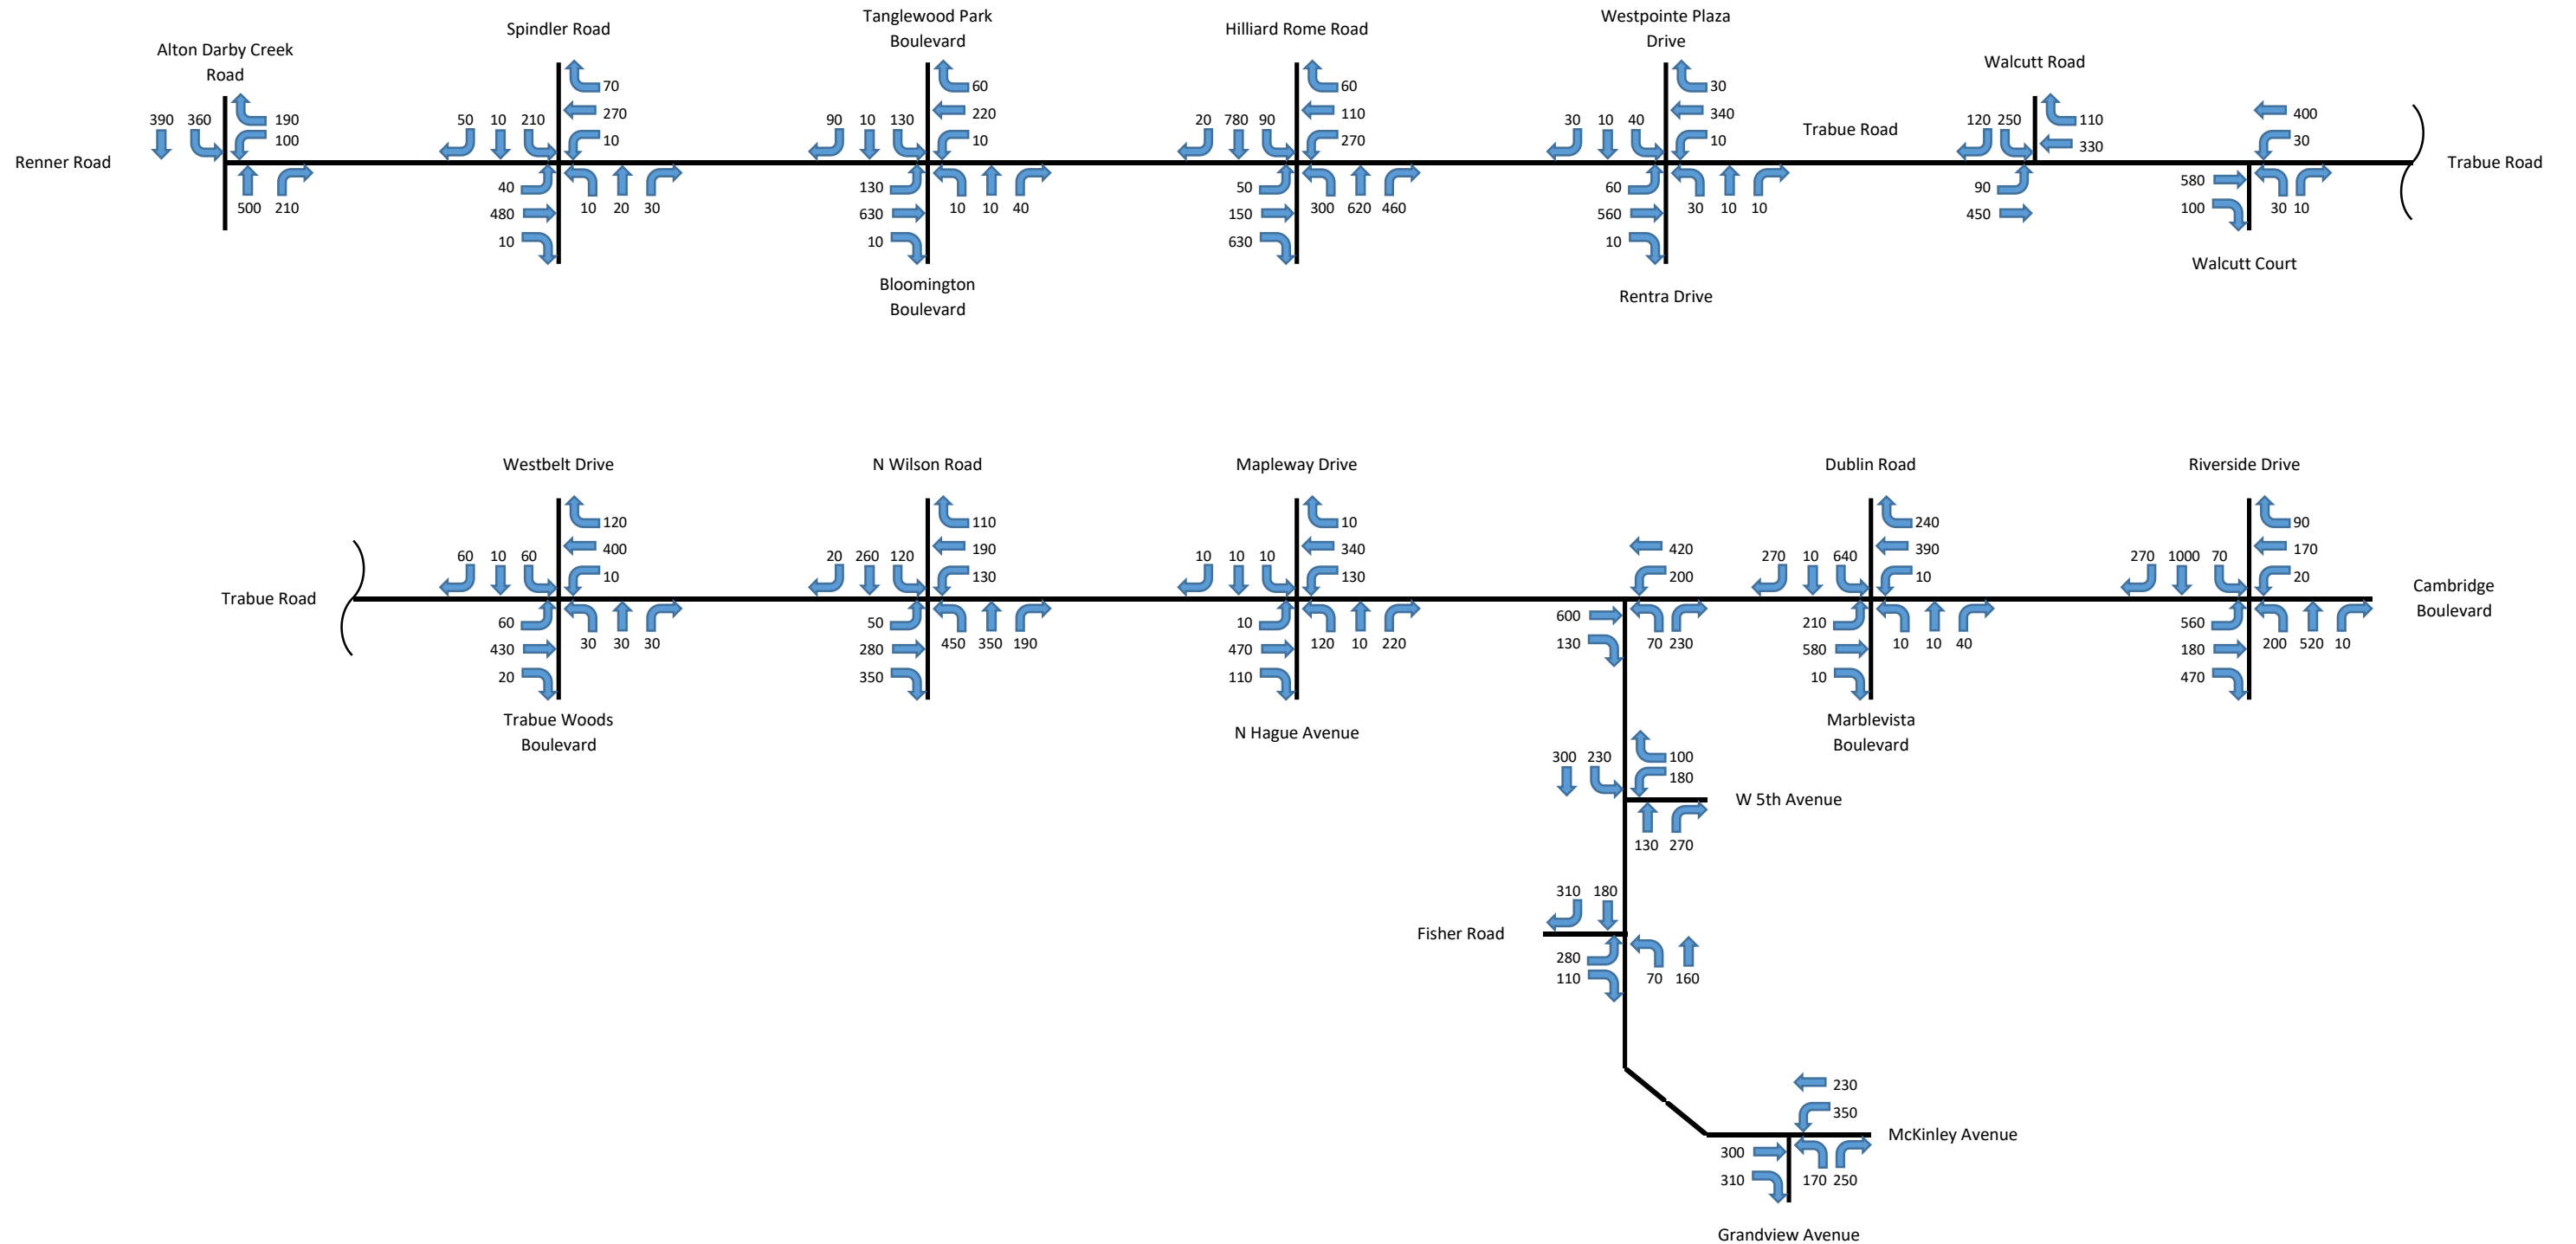 Westpointe Plaza
Drive
Tanglewood Park
Boulevard
Spindler Road
Hilliard Rome Road
Alton Darby Creek
Road
Walcutt Road
70
60
60
30
390 360
190
100
50 10 210
270
10
90 10 130
220
10
20 780 90
110
270
30 10 40
340
10
Trabue Road
120 250
110
330
400
30
Renner Road
Trabue Road
500 210
40
480
10
10 20 30
130
630
10
10 10 40
50
150
630
300 620 460
60
560
10
30 10 10
90
450
580
100
30 10
Bloomington
Boulevard
Rentra Drive
Walcutt Court
Westbelt Drive
N Wilson Road
Mapleway Drive
Dublin Road
Riverside Drive
120
110
10
240
90
60 10 60
400
10
20 260 120
190
130
10 10 10
340
130
420
200
270 10 640
390
10
270 1000 70
170
20
Trabue Road
Cambridge
Boulevard
60
430
20
30 30 30
50
280
350
450 350 190
10
470
110
120 10 220
600
130
70 230
210
580
10
10 10 40
560
180
470
200 520 10
Trabue Woods
Boulevard
N Hague Avenue
Marblevista
Boulevard
300 230
100
180
W 5th Avenue
130 270
310 180
Fisher Road
280
110
70 160
230
350
McKinley Avenue
300
310
170 250
Grandview Avenue